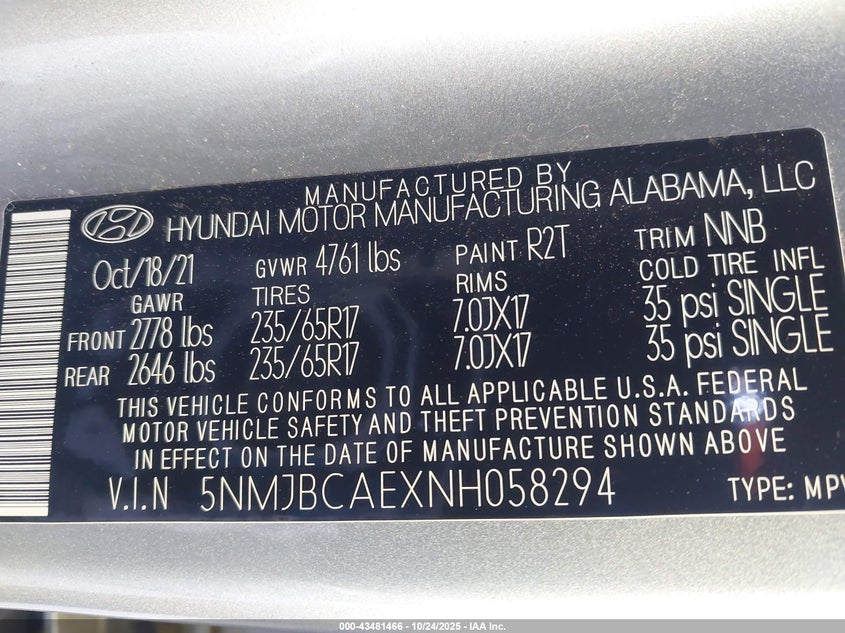 MANUFACTURED BY
HYUNDAI MOTOR MANUFACTURING ALABAMA, LLC
Oct/18/21 GVWR 4761 lbs PAINT R2T TRIM NNB
GAWR TIRES RIMS COLD TIRE INFL
FRONT 2778 lbs 235/65R17 7.0JX17 35 psi SINGLE
REAR 2646 lbs 235/65R17 7.0JX17 35 psi SINGLE
THIS VEHICLE CONFORMS TO ALL APPLICABLE U.S.A. FEDERAL
MOTOR VEHICLE SAFETY AND THEFT PREVENTION STANDARDS
IN EFFECT ON THE DATE OF MANUFACTURE SHOWN ABOVE
V.I.N 5NMJBCAEXNH058294 TYPE: MPV
000-43481466 - 10/24/2025 - IAA Inc.